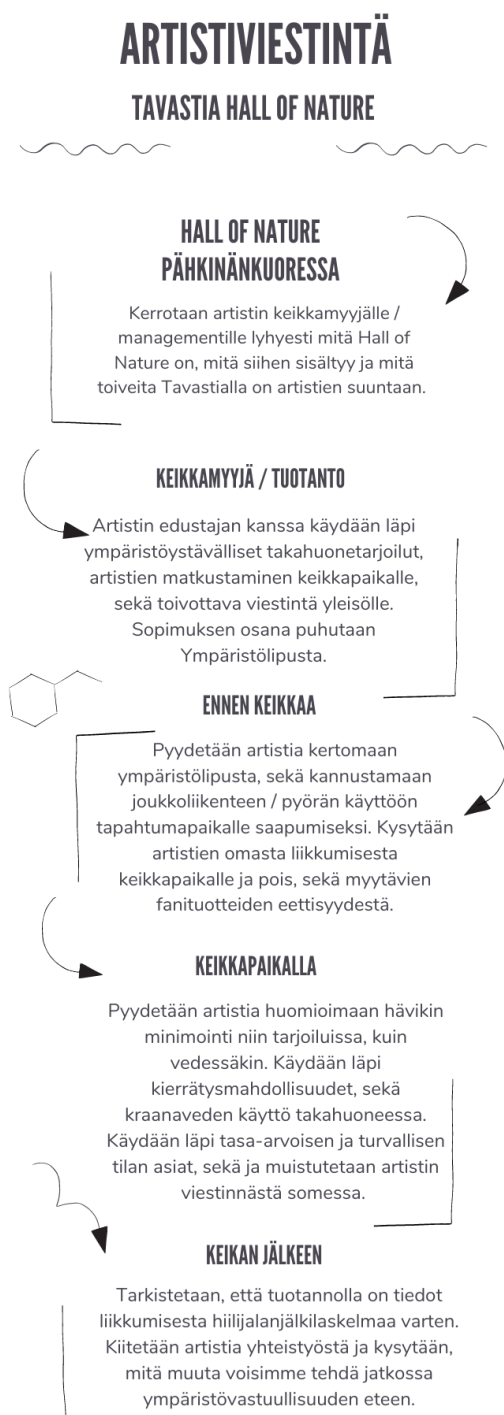 ARTISTIVIESTINTÄ
TAVASTIA HALL OF NATURE
HALL OF NATURE
PÄHKINÄNKUORESSA
Kerrotaan artistin keikkamyyjälle /
managementille lyhyesti mitä Hall of
Nature on, mitä siihen sisältyy ja mitä
toiveita Tavastialla on artistien suuntaan.
KEIKKAMYYJÄ / TUOTANTO
Artistin edustajan kanssa käydään läpi
ympäristöystävälliset takahuonetarjoilut,
artistien matkustaminen keikkapaikalle,
sekä toivottava viestintä yleisölle.
Sopimuksen osana puhutaan
Ympäristölipusta.
ENNEN KEIKKAA
Pyydetään artistia kertomaan
ympäristölipusta, sekä kannustamaan
joukkoliikenteen / pyörän käyttöön
tapahtumapaikalle saapumiseksi. Kysytään
artistien omasta liikkumisesta
keikkapaikalle ja pois, sekä myytävien
fanituotteiden eettisyydestä.
KEIKKAPAIKALLA
Pyydetään artistia huomioimaan hävikin
minimointi niin tarjoiluissa, kuin
vedessäkin. Käydään läpi
kierrätysmahdollisuudet, sekä
kraanaveden käyttö takahuoneessa.
Käydään läpi tasa-arvoisen ja turvallisen
tilan asiat, sekä ja muistutetaan artistin
viestinnästä somessa.
KEIKAN JÄLKEEN
Tarkistetaan, että tuotannolla on tiedot
liikkumisesta hiilijalanjälkilaskelmaa varten.
Kiitetään artistia yhteistyöstä ja kysytään,
mitä muuta voisimme tehdä jatkossa
ympäristövastuullisuuden eteen.